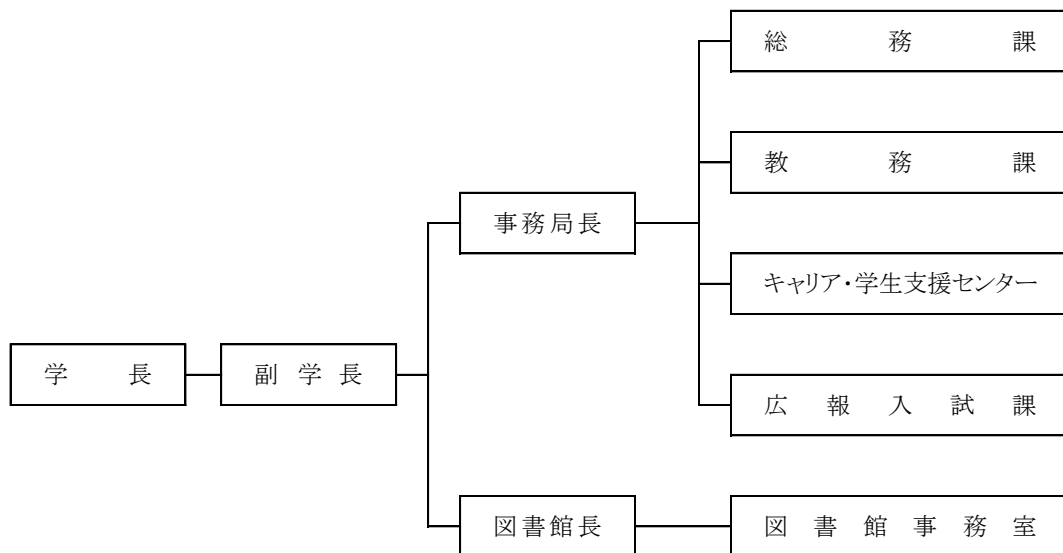 総務課
教務課
事務局長
キャリア・学生支援センター
学長
副学長
広報入試課
図書館長
図書館事務室